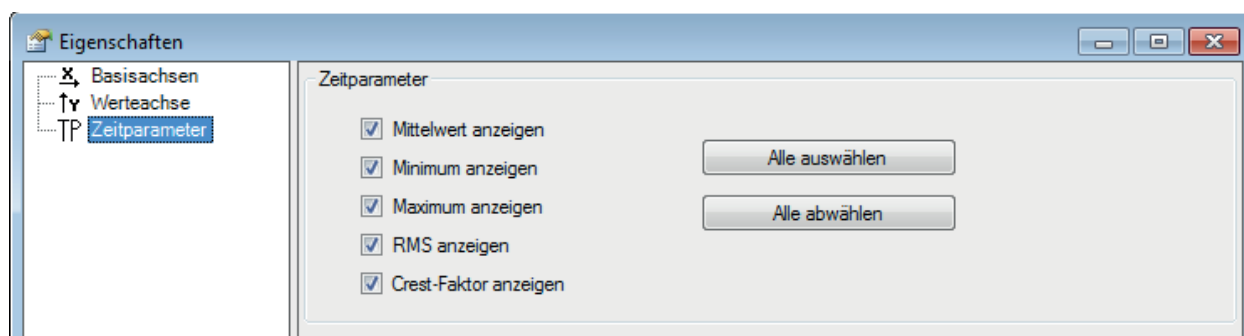 Eigenschaften
X Basisachsen
Y Werteachse
TP Zeitparameter
Zeitparameter
Mittelwert anzeigen
Minimum anzeigen
Maximum anzeigen
RMS anzeigen
Crest-Faktor anzeigen
Alle auswählen
Alle abwählen